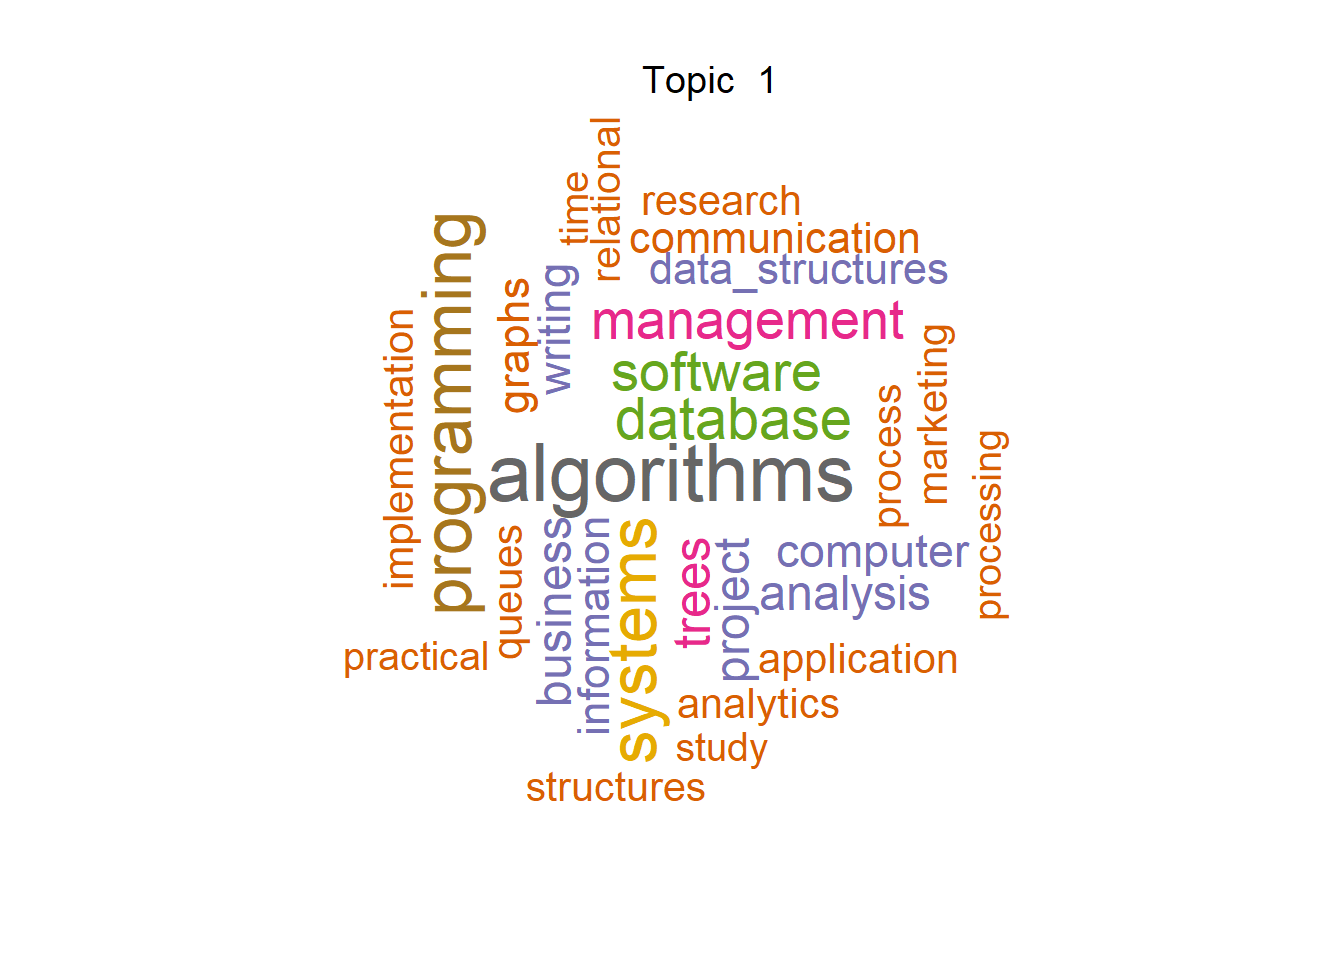 Topic 1
relational
time
research
communication
data_structures
programming
writing
graphs
management
implementation
marketing
software
process
database
processing
algorithms
systems
information
business
queues
trees
project
computer
analysis
practical
application
analytics
study
structures